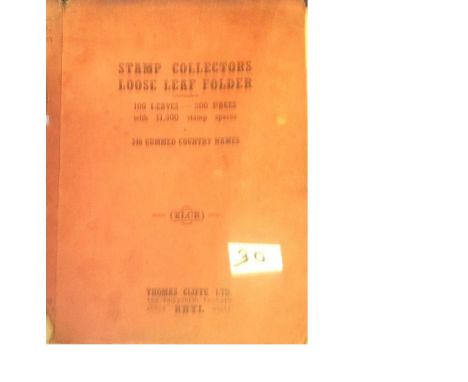 STAMP COLLECTORS
LOOSE LEAF FOLDER
100 LEAVES — 200 PAGES
with 11,200 stamp spaces
240 GUMMED COUNTRY NAMES
30
THOMAS CLIFFE LTD.
RHYL